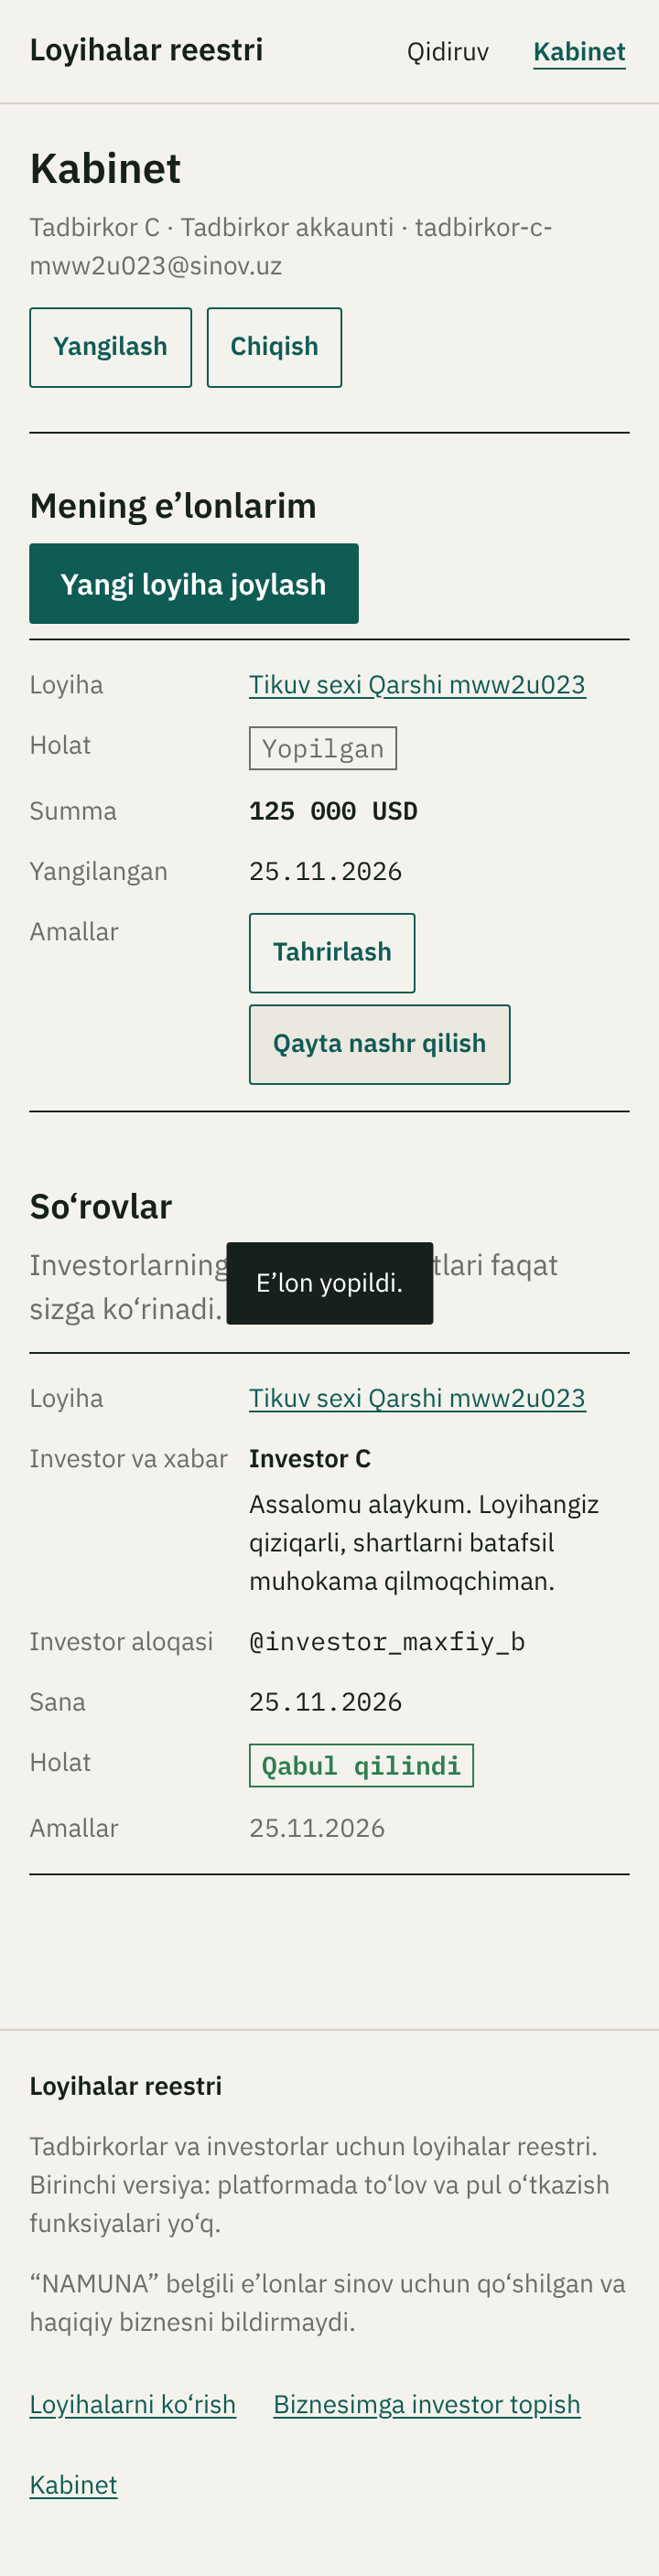 Loyihalar reestri
Qidiruv
Kabinet
Kabinet
Tadbirkor C · Tadbirkor akkaunti · tadbirkor-c-
mww2u023@sinov.uz
Yangilash
Chiqish
Mening e’lonlarim
Yangi loyiha joylash
Loyiha
Tikuv sexi Qarshi mww2u023
Holat
Yopilgan
Summa
125 000 USD
Yangilangan
25.11.2026
Amallar
Tahrirlash
Qayta nashr qilish
So‘rovlar
Investorlarning
faqat
sizga ko‘rinadi.
E’lon yopildi.
Loyiha
Tikuv sexi Qarshi mww2u023
Investor va xabar
Investor C
Assalomu alaykum. Loyihangiz
qiziqarli, shartlarni batafsil
muhokama qilmoqchiman.
Investor aloqasi
@investor_maxfiy_b
Sana
25.11.2026
Holat
Qabul qilindi
Amallar
25.11.2026
Loyihalar reestri
Tadbirkorlar va investorlar uchun loyihalar reestri.
Birinchi versiya: platformada to‘lov va pul o‘tkazish
funksiyalari yo‘q.
“NAMUNA” belgili e’lonlar sinov uchun qo‘shilgan va
haqiqiy biznesni bildirmaydi.
Loyihalarni ko‘rish
Biznesimga investor topish
Kabinet